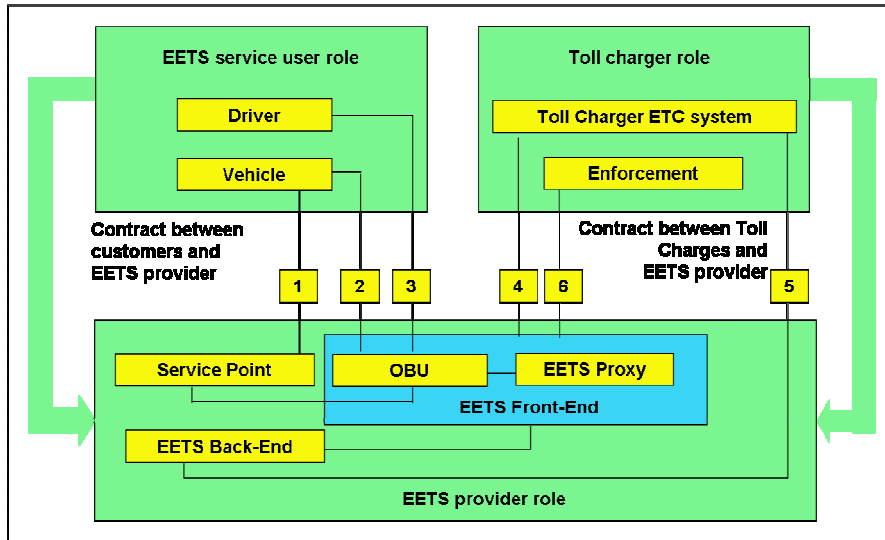 EETS service user role
Toll charger role
Driver
Toll Charger ETC system
Vehicle
Enforcement
Contract between
customers and
EETS provider
Contract between Toll
Charges and
EETS provider
1
2
3
4
6
5
Service Point
OBU
EETS Proxy
EETS Front-End
EETS Back-End
EETS provider role